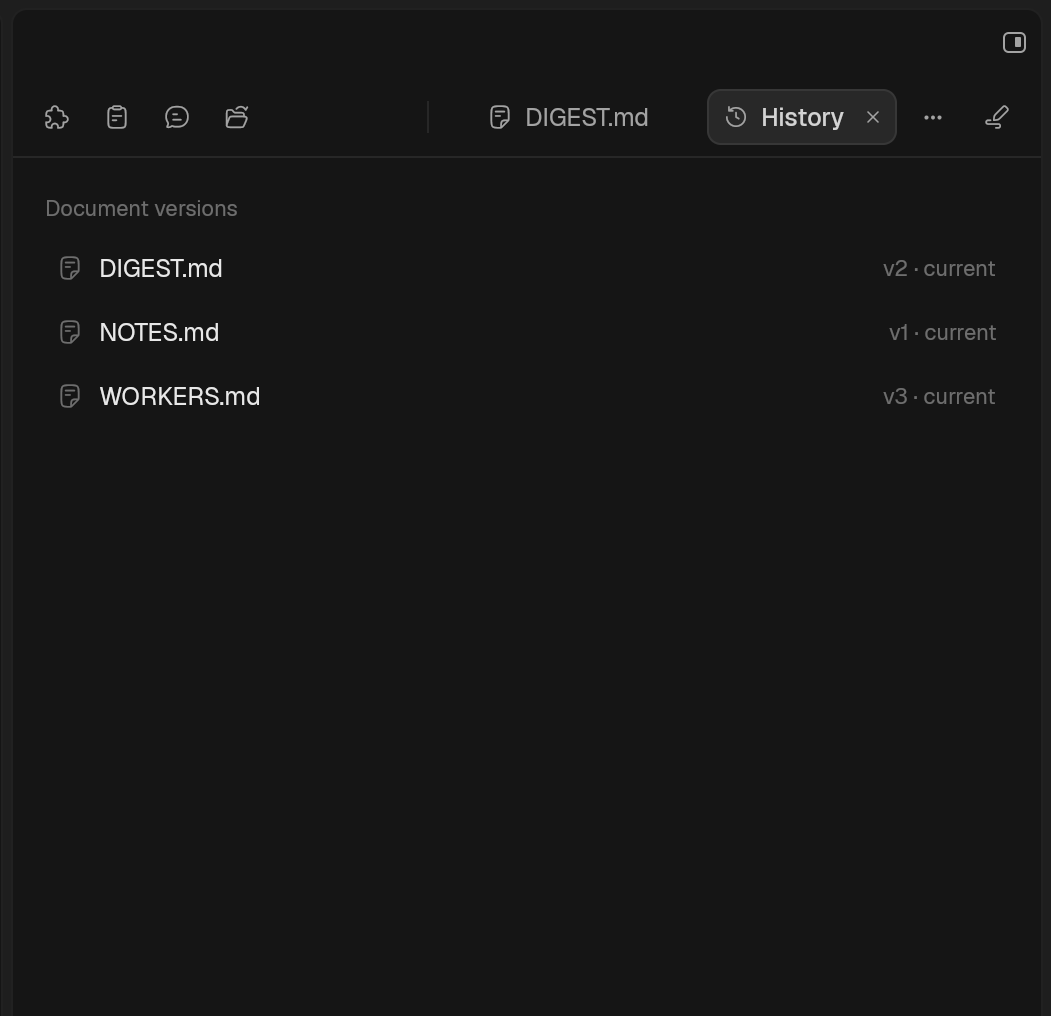 DIGEST.md
History
Document versions
DIGEST.md v2 · current
NOTES.md v1 · current
WORKERS.md v3 · current